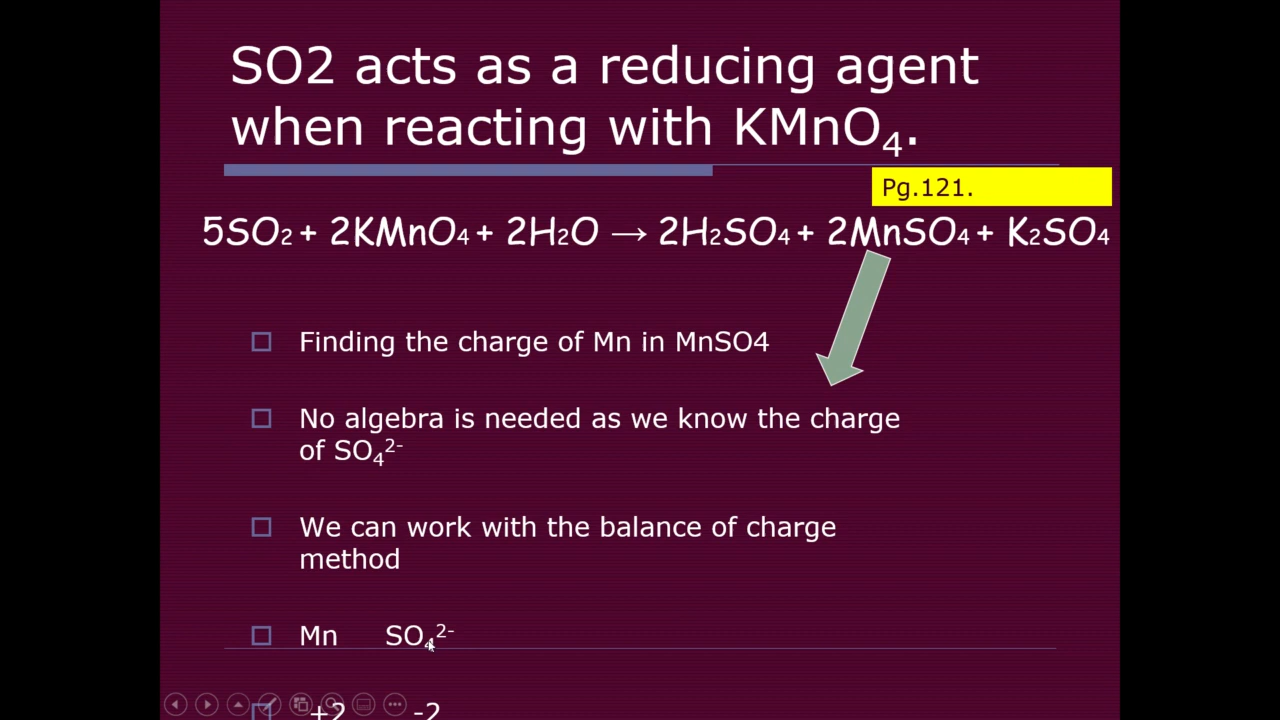 SO2 acts as a reducing agent
when reacting with KMnO₄.
Pg.121.
5SO₂ + 2KMnO₄ + 2H₂O → 2H₂SO₄ + 2MnSO₄ + K₂SO₄
Finding the charge of Mn in MnSO4
No algebra is needed as we know the charge
of SO₄²⁻
We can work with the balance of charge
method
Mn SO₄²⁻
+2 -2